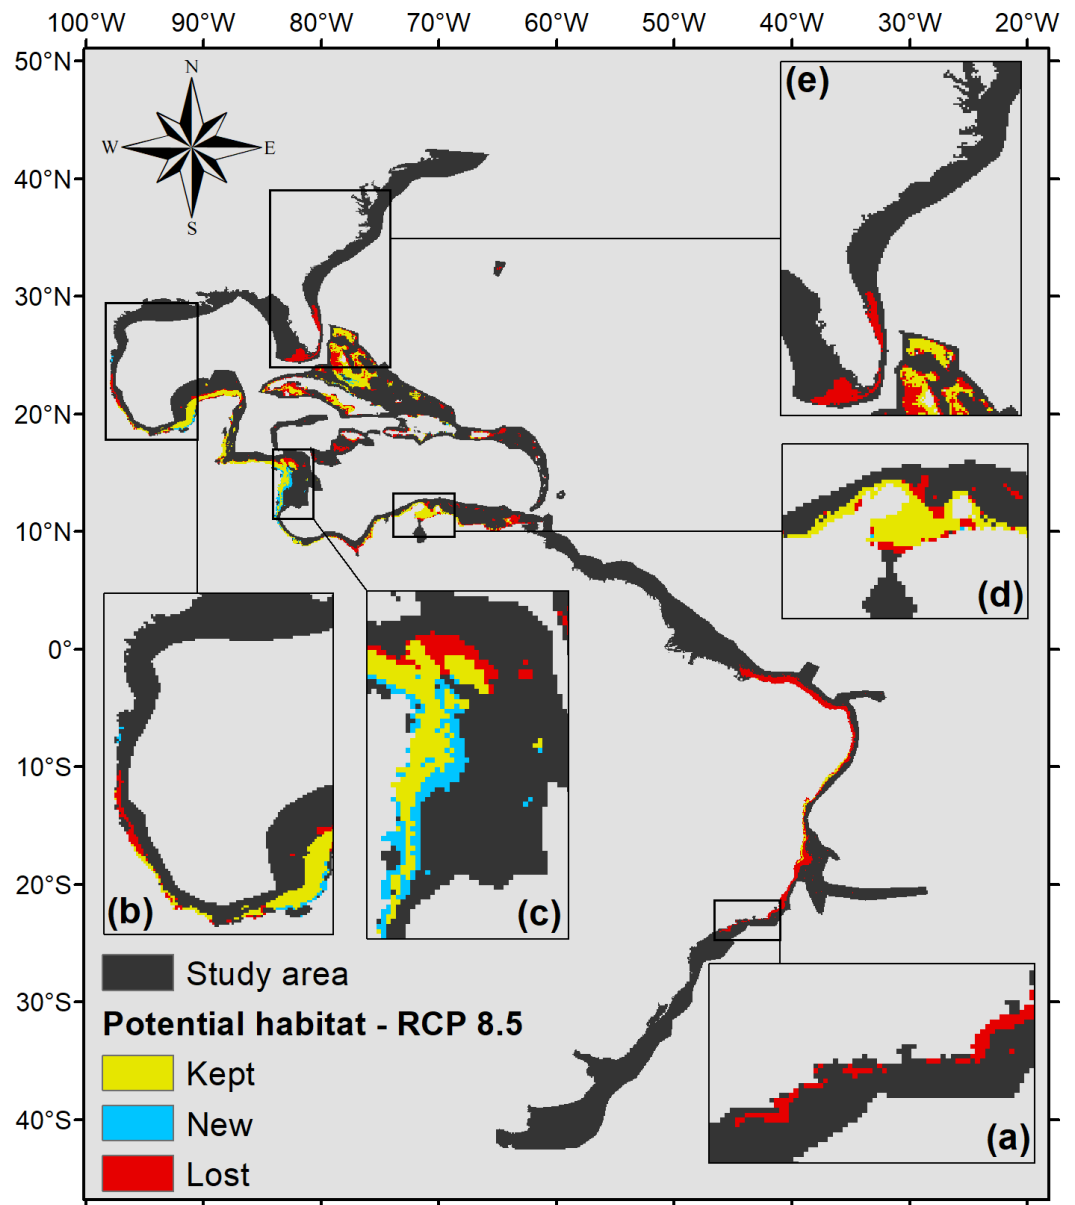 100°W 90°W 80°W 70°W 60°W 50°W 40°W 30°W 20°W
50°N
40°N
30°N
20°N
10°N
0°
10°S
20°S
30°S
40°S
N
W E
S
(e)
(d)
(b)
(c)
(a)
Study area
Potential habitat - RCP 8.5
Kept
New
Lost